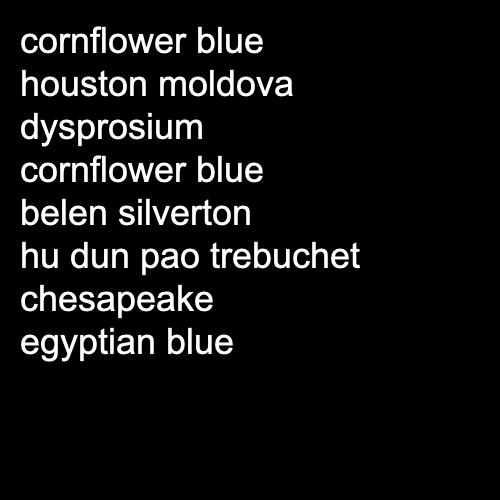 cornflower blue
houston moldova
dysprosium
cornflower blue
belen silverton
hu dun pao trebuchet
chesapeake
egyptian blue